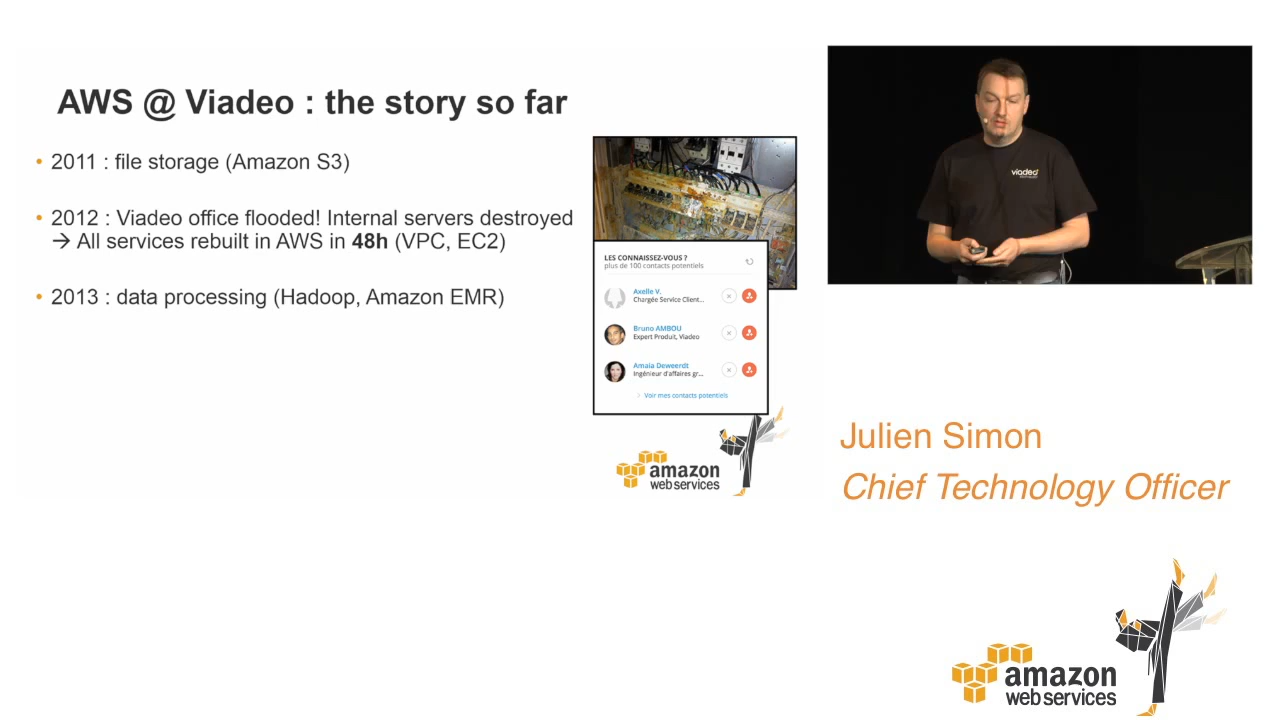 AWS @ Viadeo : the story so far
• 2011 : file storage (Amazon S3)
• 2012 : Viadeo office flooded! Internal servers destroyed
→ All services rebuilt in AWS in 48h (VPC, EC2)
• 2013 : data processing (Hadoop, Amazon EMR)
LES CONNAISSEZ-VOUS ?
plus de 100 contacts potentiels
Axelle V.
Chargée Service Client...
Bruno AMBOU
Expert Produit, Viadeo
Amaia Deweerdt
Ingénieur d'affaires gr...
Voir mes contacts potentiels
amazon
web services
viadeo
Julien Simon
Chief Technology Officer
amazon
web services